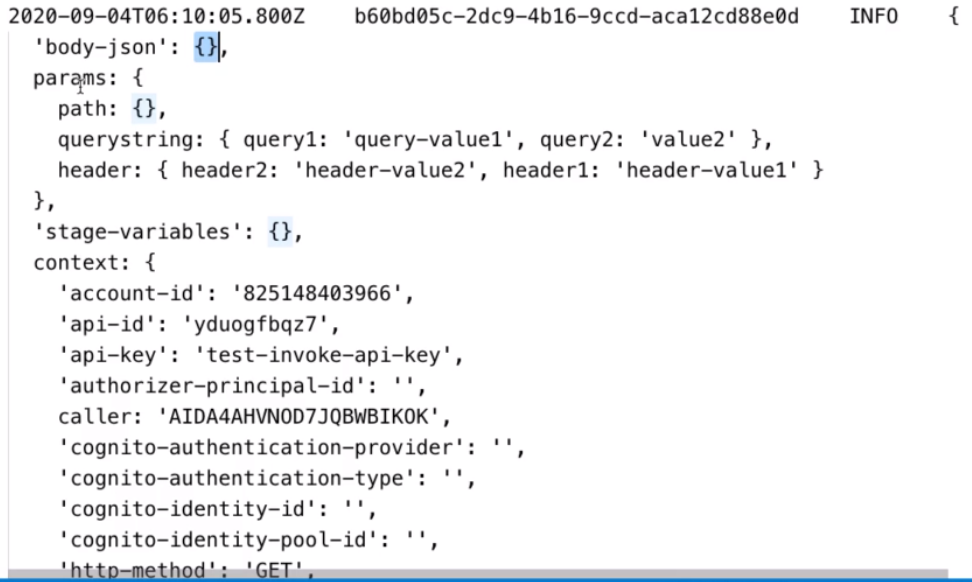 2020-09-04T06:10:05.800Z    b60bd05c-2dc9-4b16-9ccd-aca12cd88e0d    INFO    {
  'body-json': {},
  params: {
    path: {},
    querystring: { query1: 'query-value1', query2: 'value2' },
    header: { header2: 'header-value2', header1: 'header-value1' }
  },
  'stage-variables': {},
  context: {
    'account-id': '825148403966',
    'api-id': 'yduogfbqz7',
    'api-key': 'test-invoke-api-key',
    'authorizer-principal-id': '',
    caller: 'AIDA4AHVNOD7JQBWBIKOK',
    'cognito-authentication-provider': '',
    'cognito-authentication-type': '',
    'cognito-identity-id': '',
    'cognito-identity-pool-id': '',
    'http-method': 'GET',